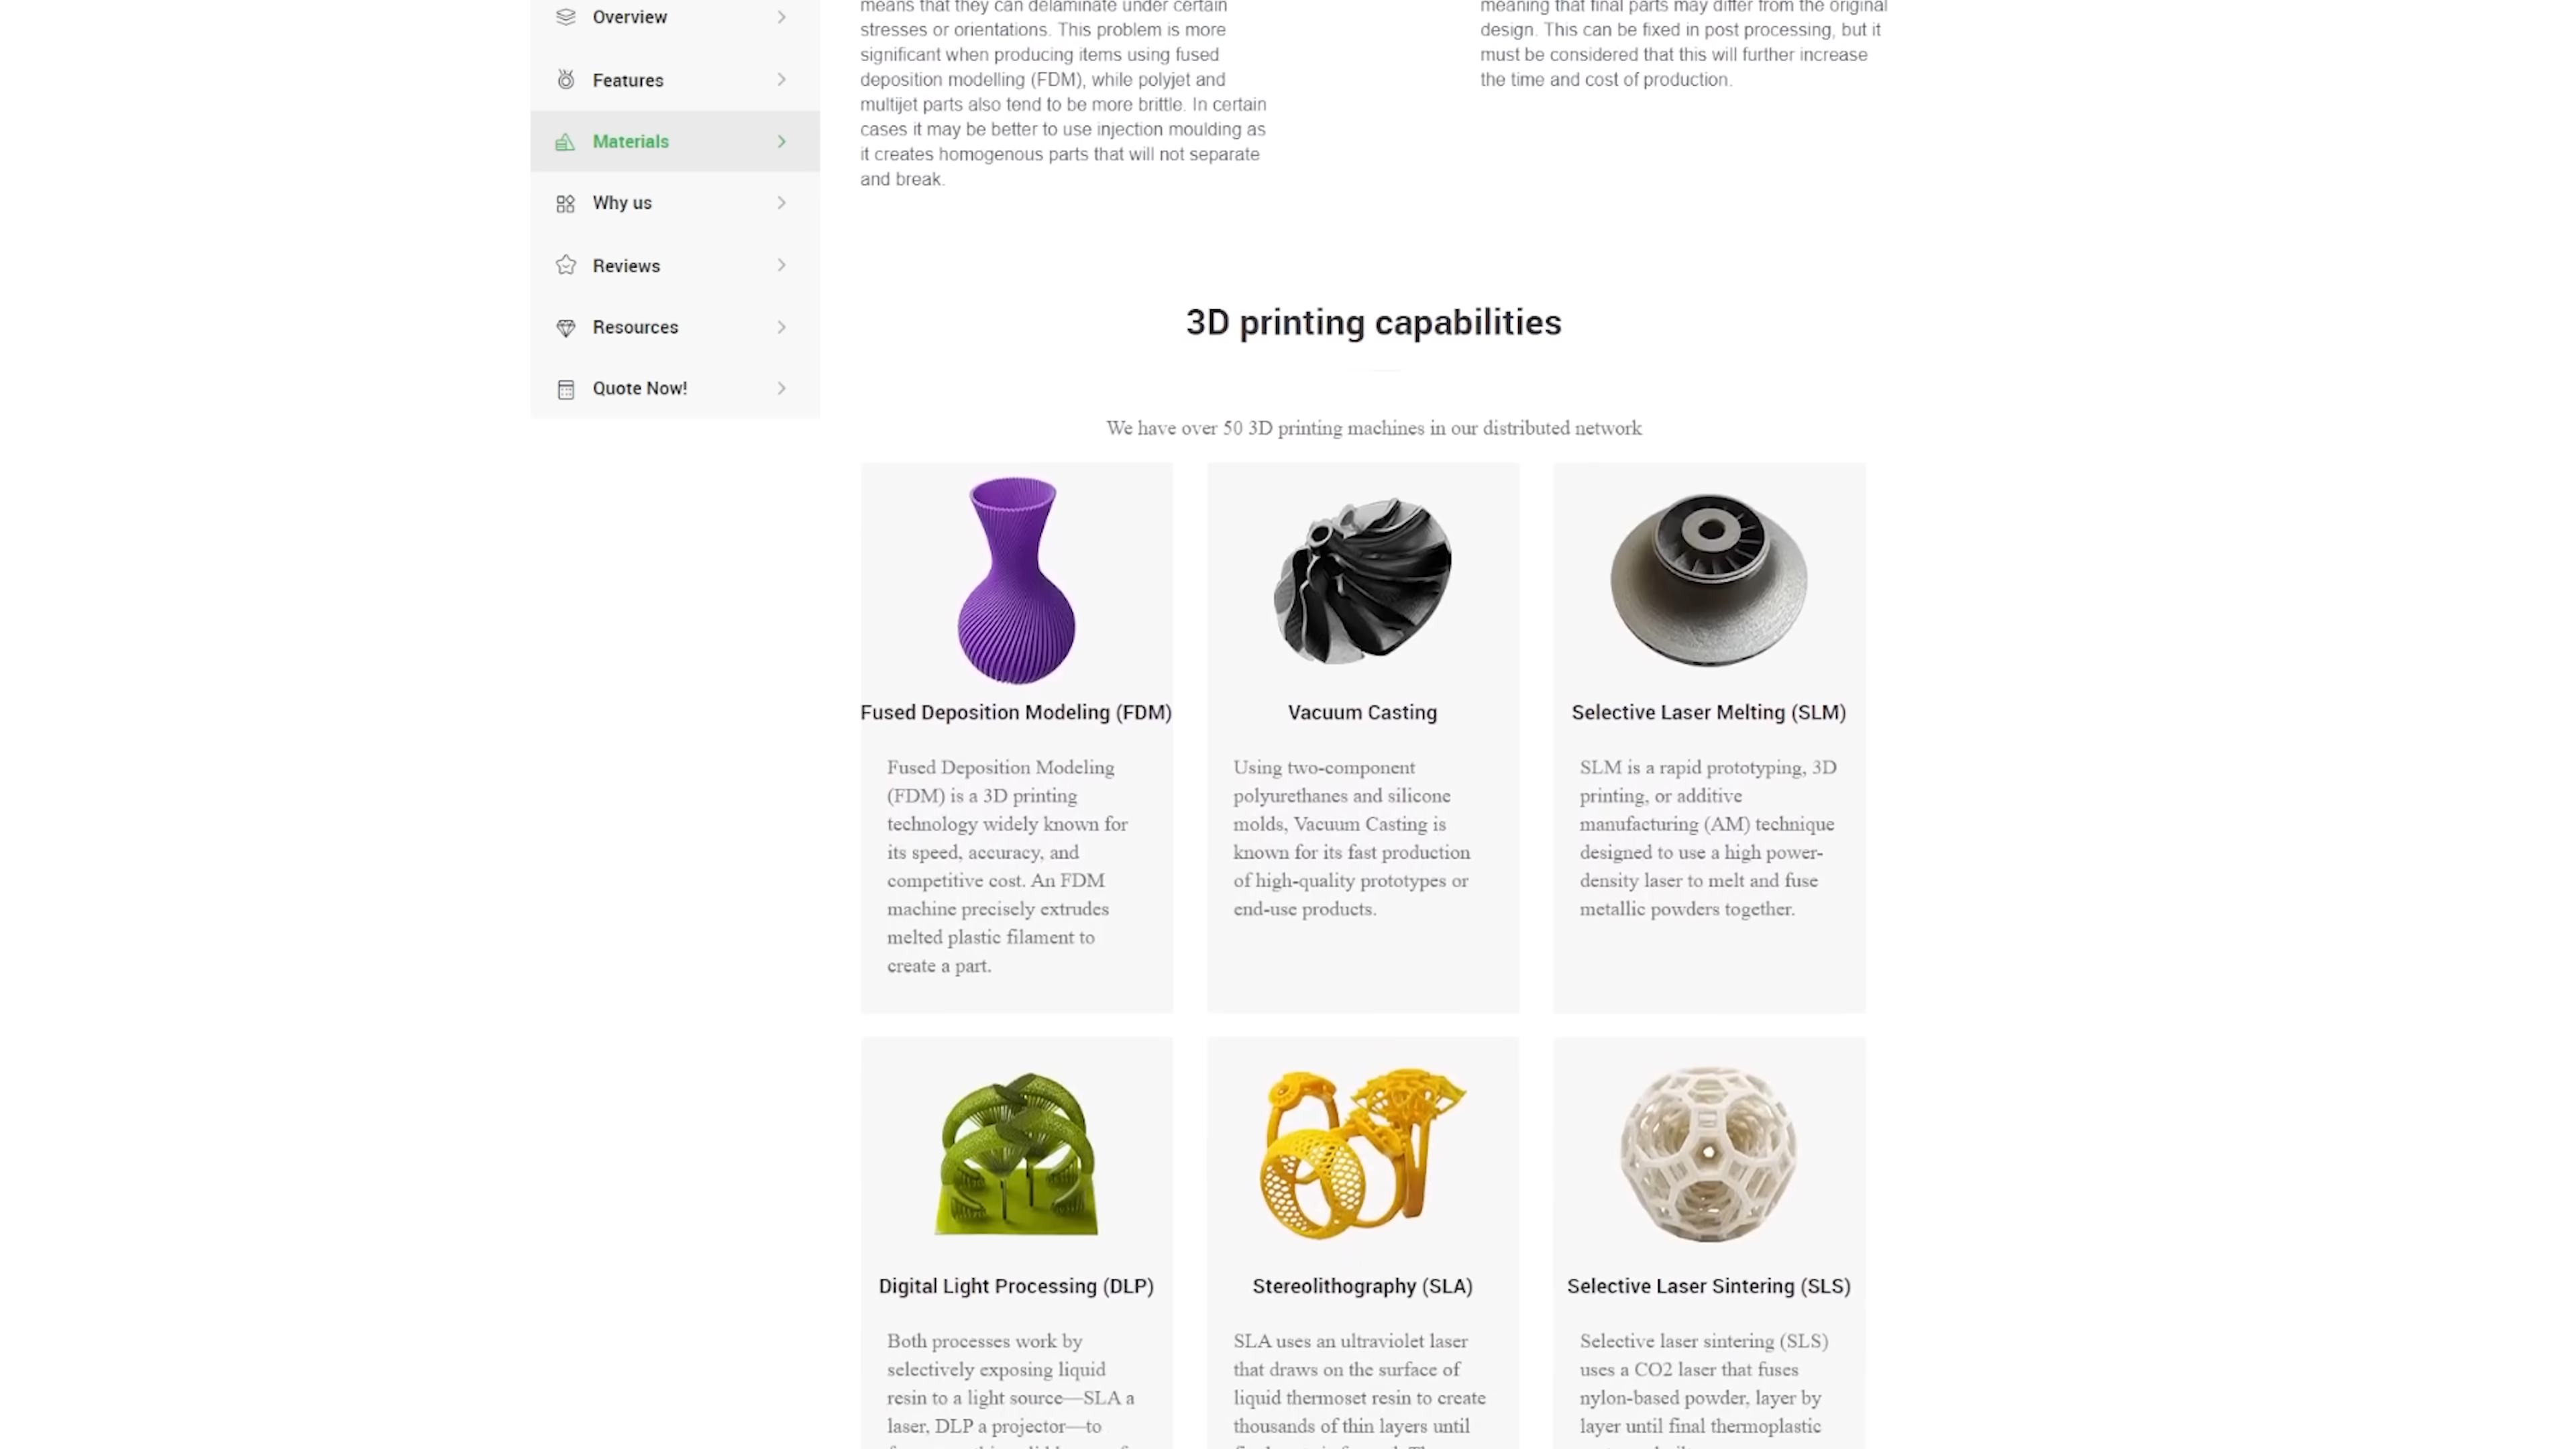 Overview
Features
Materials
Why us
Reviews
Resources
Quote Now!
means that they can delaminate under certain
stresses or orientations. This problem is more
significant when producing items using fused
deposition modelling (FDM), while polyjet and
multijet parts also tend to be more brittle. In certain
cases it may be better to use injection moulding as
it creates homogenous parts that will not separate
and break.
meaning that final parts may differ from the original
design. This can be fixed in post processing, but it
must be considered that this will further increase
the time and cost of production.
3D printing capabilities
We have over 50 3D printing machines in our distributed network
Fused Deposition Modeling (FDM)
Fused Deposition Modeling
(FDM) is a 3D printing
technology widely known for
its speed, accuracy, and
competitive cost. An FDM
machine precisely extrudes
melted plastic filament to
create a part.
Vacuum Casting
Using two-component
polyurethanes and silicone
molds, Vacuum Casting is
known for its fast production
of high-quality prototypes or
end-use products.
Selective Laser Melting (SLM)
SLM is a rapid prototyping, 3D
printing, or additive
manufacturing (AM) technique
designed to use a high power-
density laser to melt and fuse
metallic powders together.
Digital Light Processing (DLP)
Both processes work by
selectively exposing liquid
resin to a light source—SLA a
laser, DLP a projector—to
Stereolithography (SLA)
SLA uses an ultraviolet laser
that draws on the surface of
liquid thermoset resin to create
thousands of thin layers until
Selective Laser Sintering (SLS)
Selective laser sintering (SLS)
uses a CO2 laser that fuses
nylon-based powder, layer by
layer until final thermoplastic